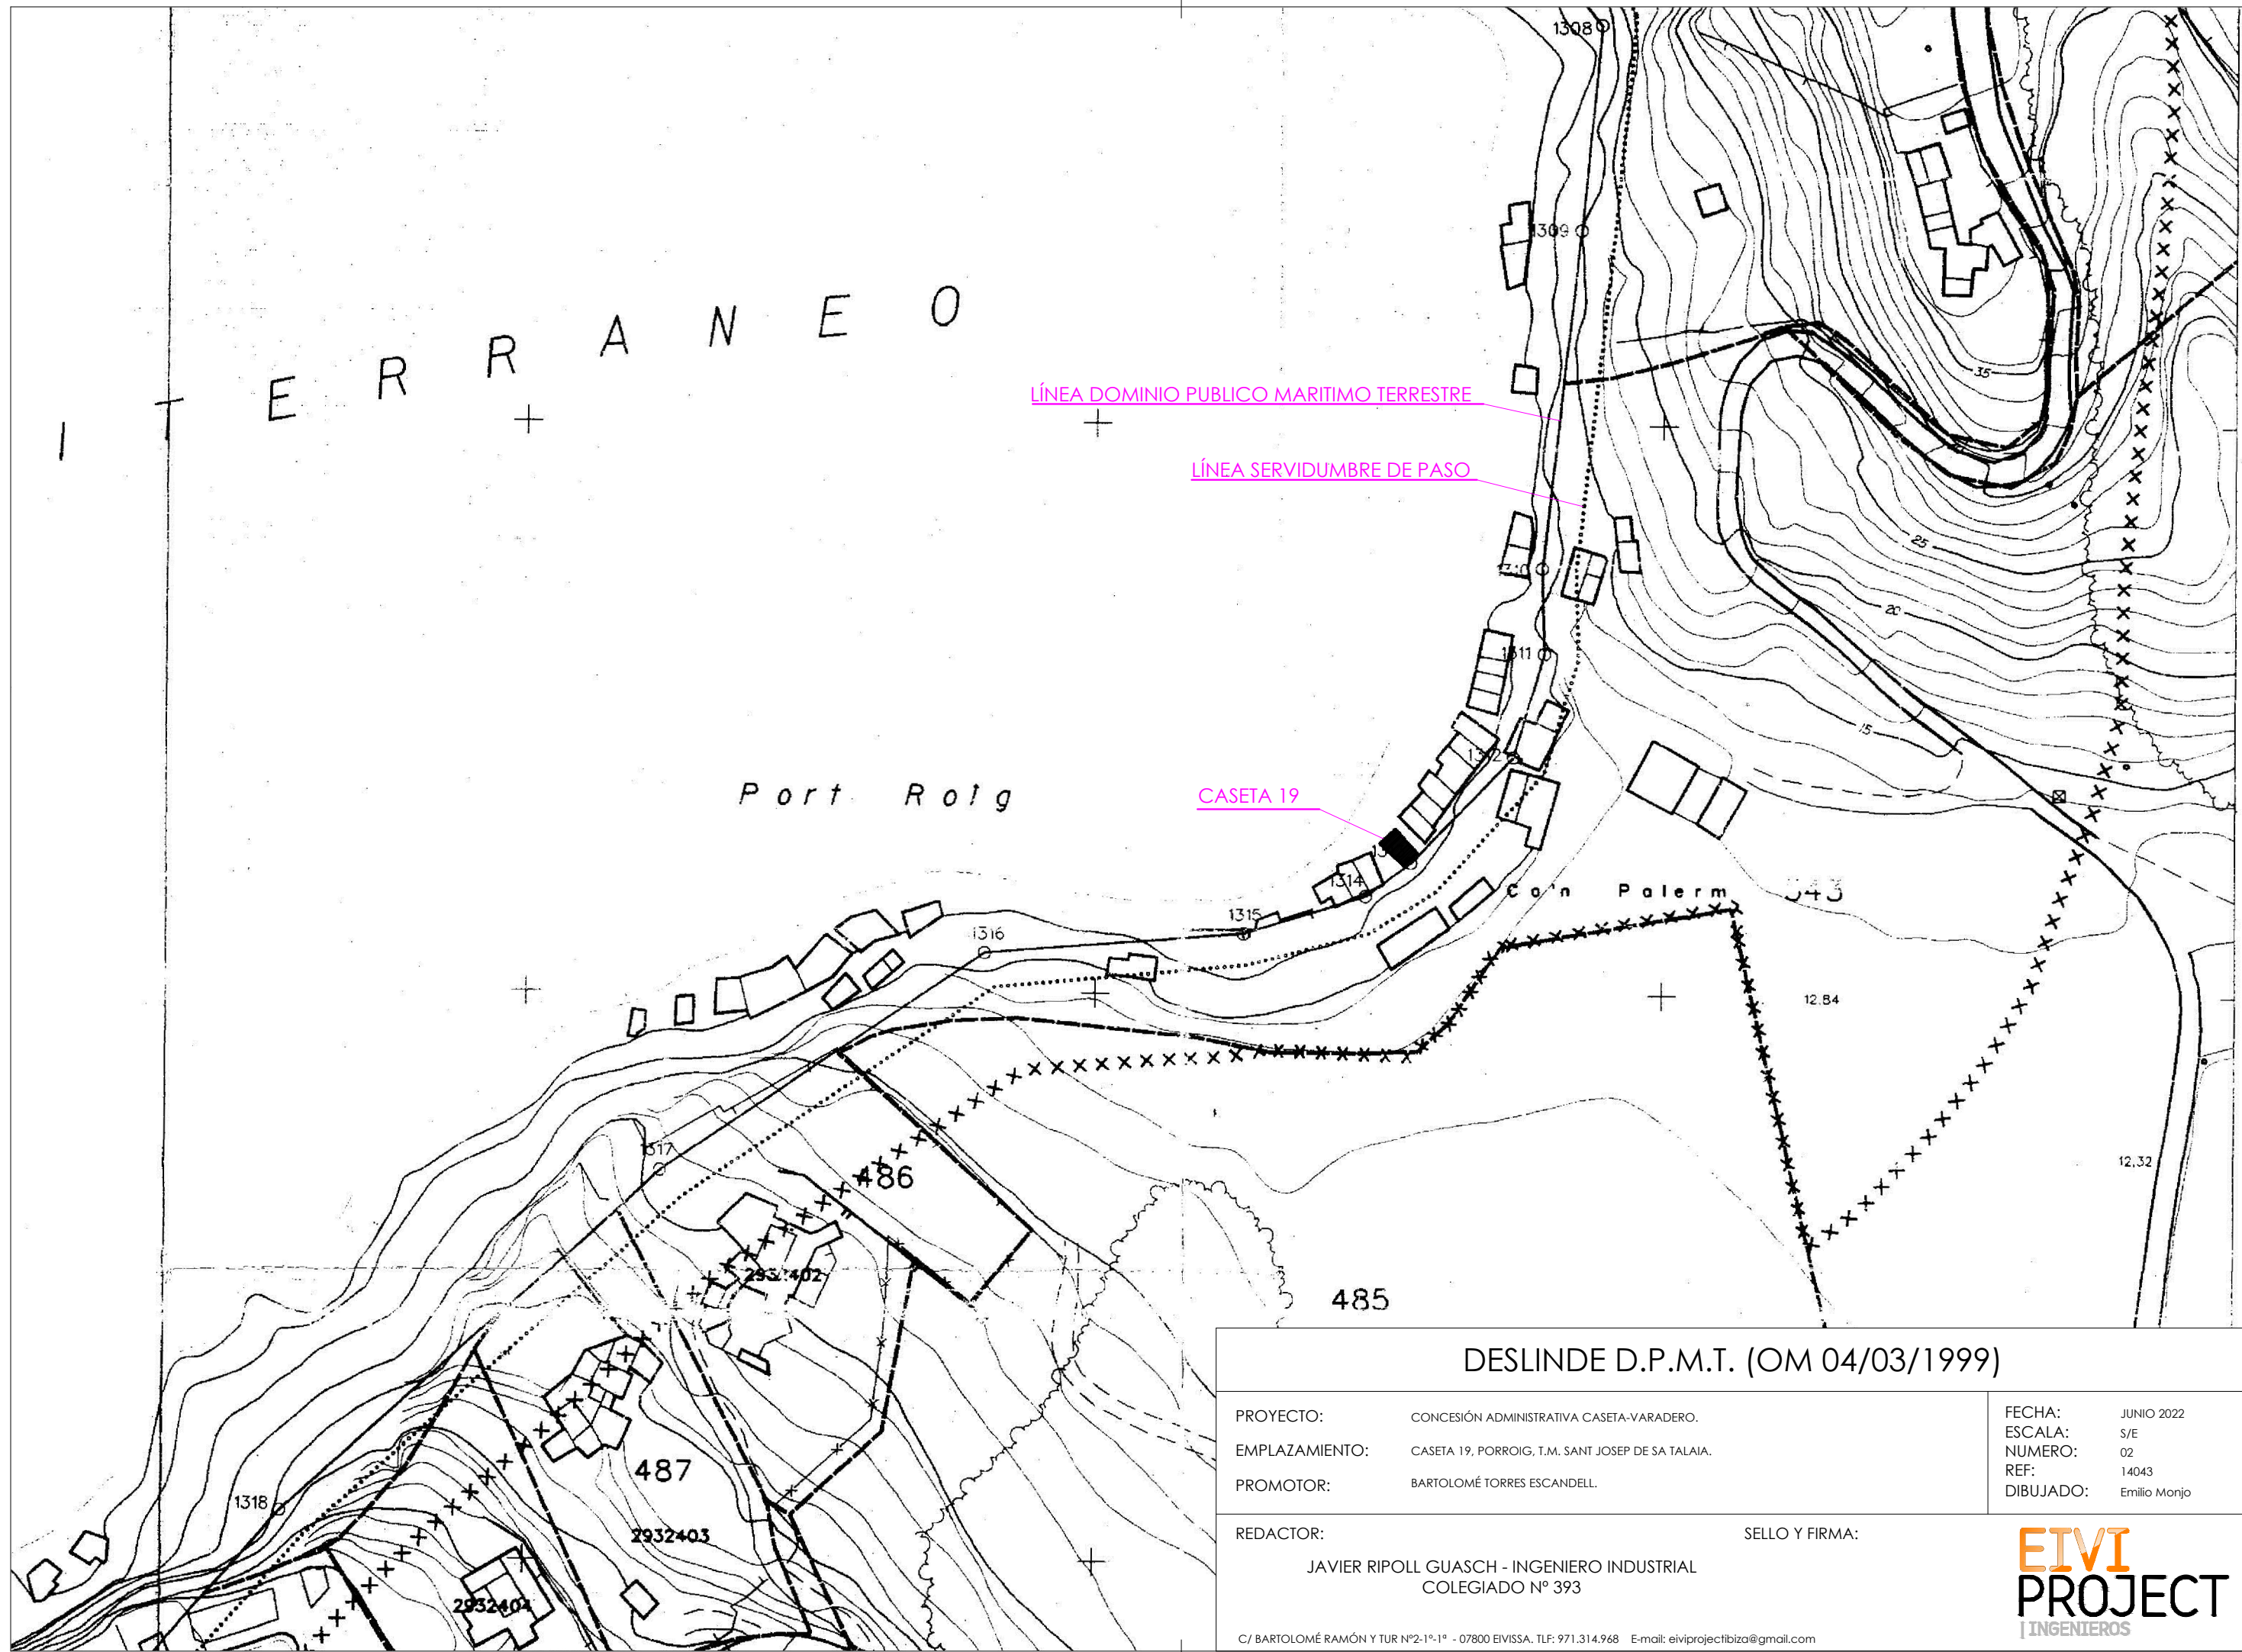 1308
1309
I T E R R A N E O
35
LÍNEA DOMINIO PUBLICO MARITIMO TERRESTRE
LÍNEA SERVIDUMBRE DE PASO
25
1310
20
1311
15
1312
Port Roig
CASETA 19
1314
Ca'n Palerm
1315
1316
12.84
1317
486
12.32
2932402
485
487
1318
2932403
2932404
DESLINDE D.P.M.T. (OM 04/03/1999)
PROYECTO: CONCESIÓN ADMINISTRATIVA CASETA-VARADERO.
EMPLAZAMIENTO: CASETA 19, PORROIG, T.M. SANT JOSEP DE SA TALAIA.
PROMOTOR: BARTOLOMÉ TORRES ESCANDELL.
FECHA: JUNIO 2022
ESCALA: S/E
NUMERO: 02
REF: 14043
DIBUJADO: Emilio Monjo
REDACTOR:
SELLO Y FIRMA:
JAVIER RIPOLL GUASCH - INGENIERO INDUSTRIAL
COLEGIADO Nº 393
C/ BARTOLOMÉ RAMÓN Y TUR Nº2-1º-1ª - 07800 EIVISSA. TLF: 971.314.968 E-mail: eiviprojectibiza@gmail.com
EIVI
PROJECT
| INGENIEROS